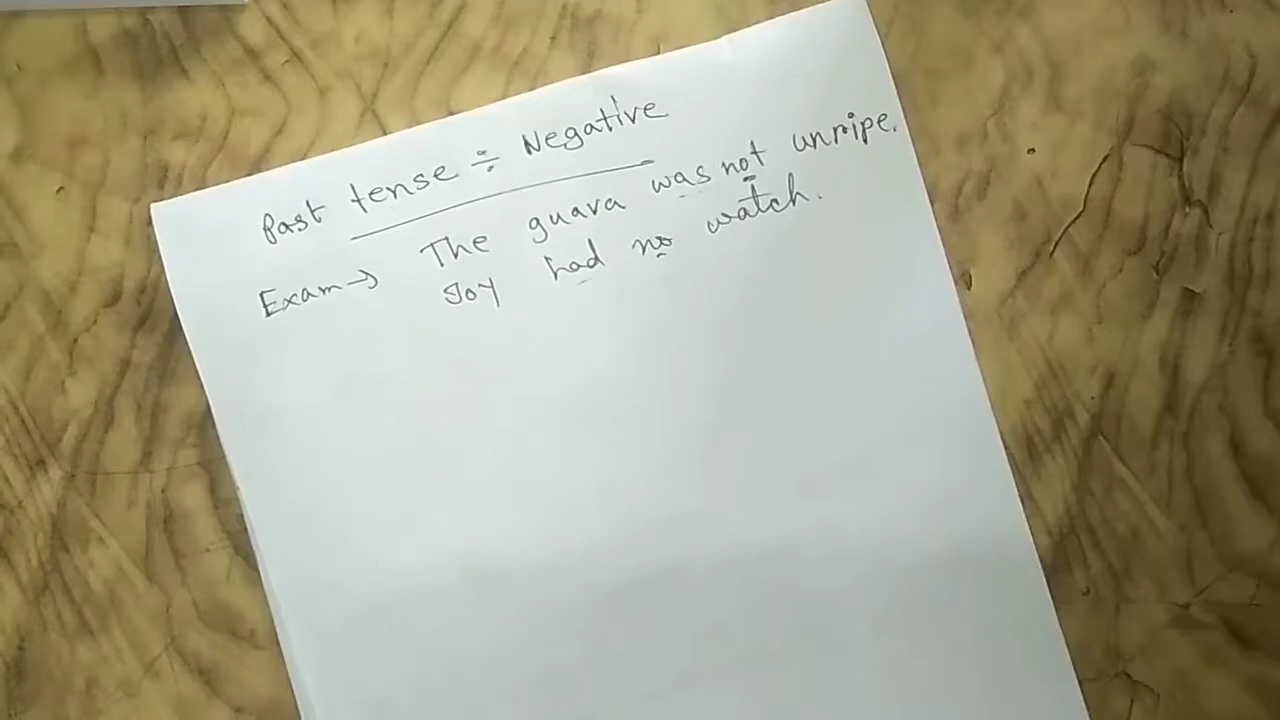 Past tense ÷ Negative
Exam→ The guava was not unripe.
Joy had no watch.